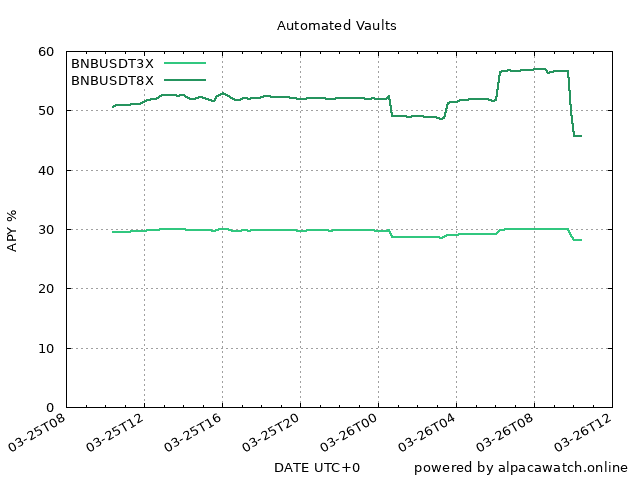 Automated Vaults
BNBUSDT3X
BNBUSDT8X
60
50
40
30
20
10
0
APY %
03-25T08
03-25T12
03-25T16
03-25T20
03-26T00
03-26T04
03-26T08
03-26T12
DATE UTC+0
powered by alpacawatch.online